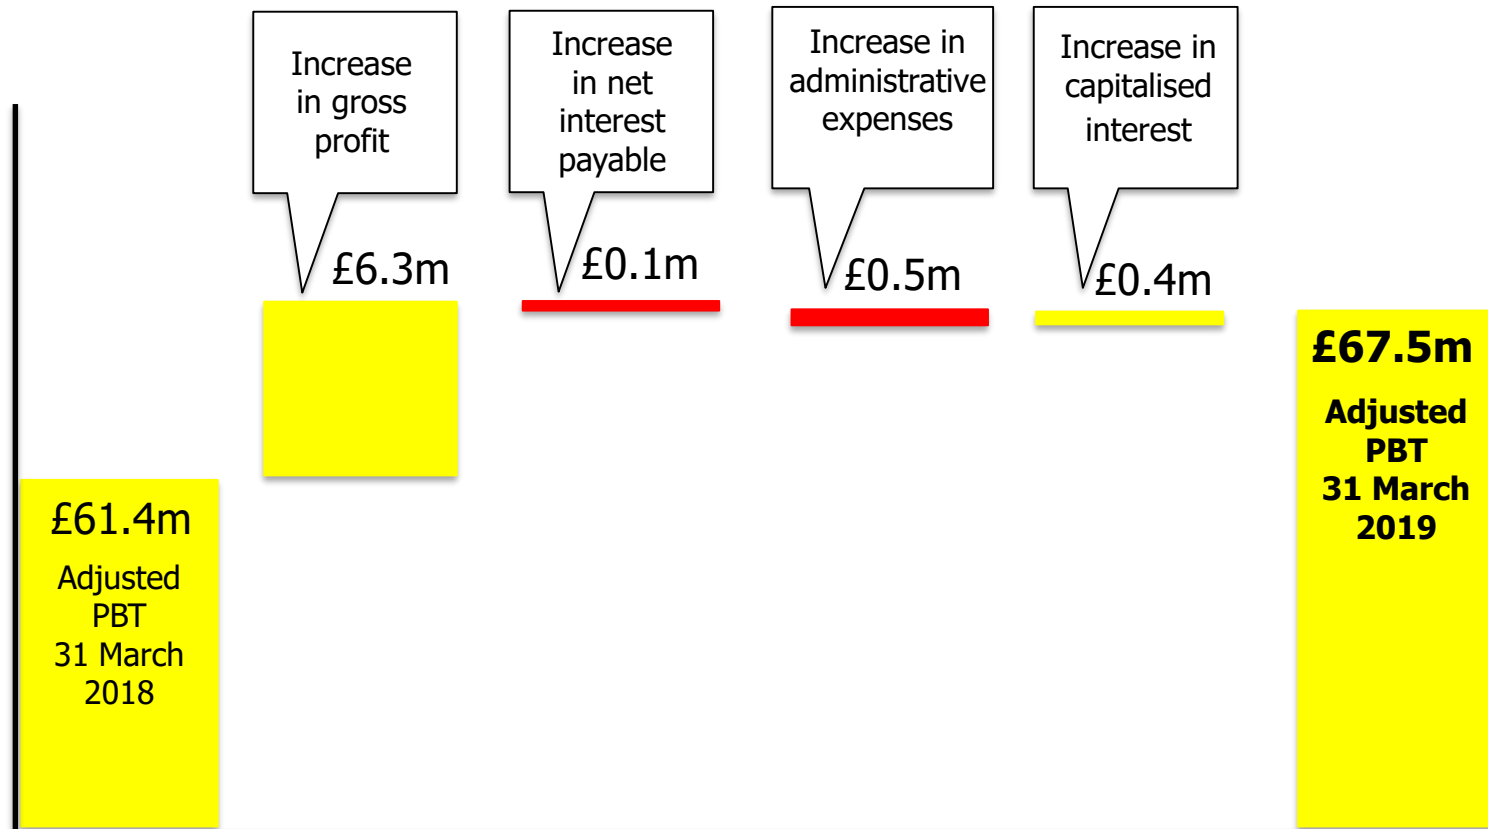 Increase
in gross
profit
£6.3m
Increase
in net
interest
payable
£0.1m
Increase in
administrative
expenses
£0.5m
Increase in
capitalised
interest
£0.4m
£61.4m
Adjusted
PBT
31 March
2018
£67.5m
Adjusted
PBT
31 March
2019